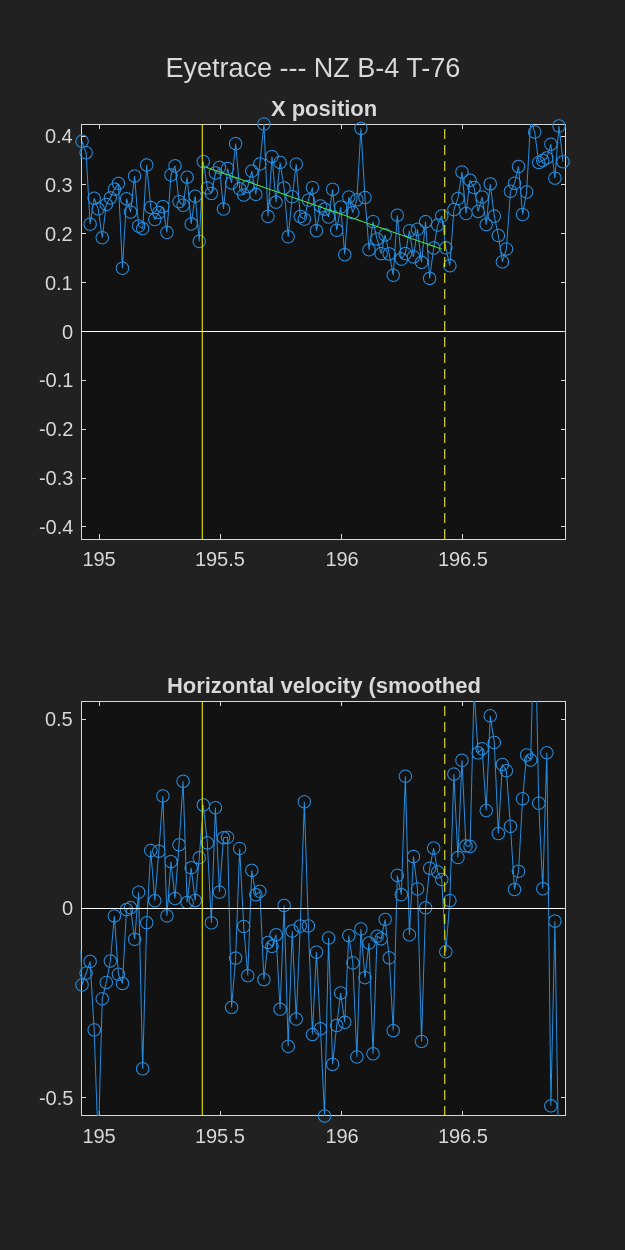 Eyetrace --- NZ B-4 T-76
X position
0.4
0.3
0.2
0.1
0
-0.1
-0.2
-0.3
-0.4
195 195.5 196 196.5
Horizontal velocity (smoothed
0.5
0
-0.5
195 195.5 196 196.5